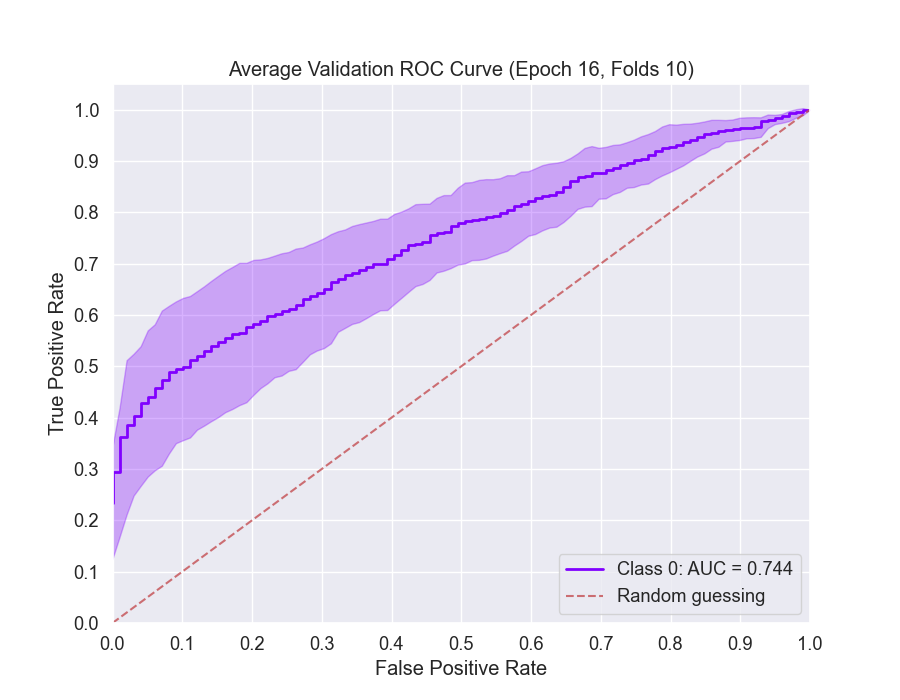 Average Validation ROC Curve (Epoch 16, Folds 10)
True Positive Rate
1.0
0.9
0.8
0.7
0.6
0.5
0.4
0.3
0.2
0.1
0.0
Class 0: AUC = 0.744
Random guessing
0.0 0.1 0.2 0.3 0.4 0.5 0.6 0.7 0.8 0.9 1.0
False Positive Rate